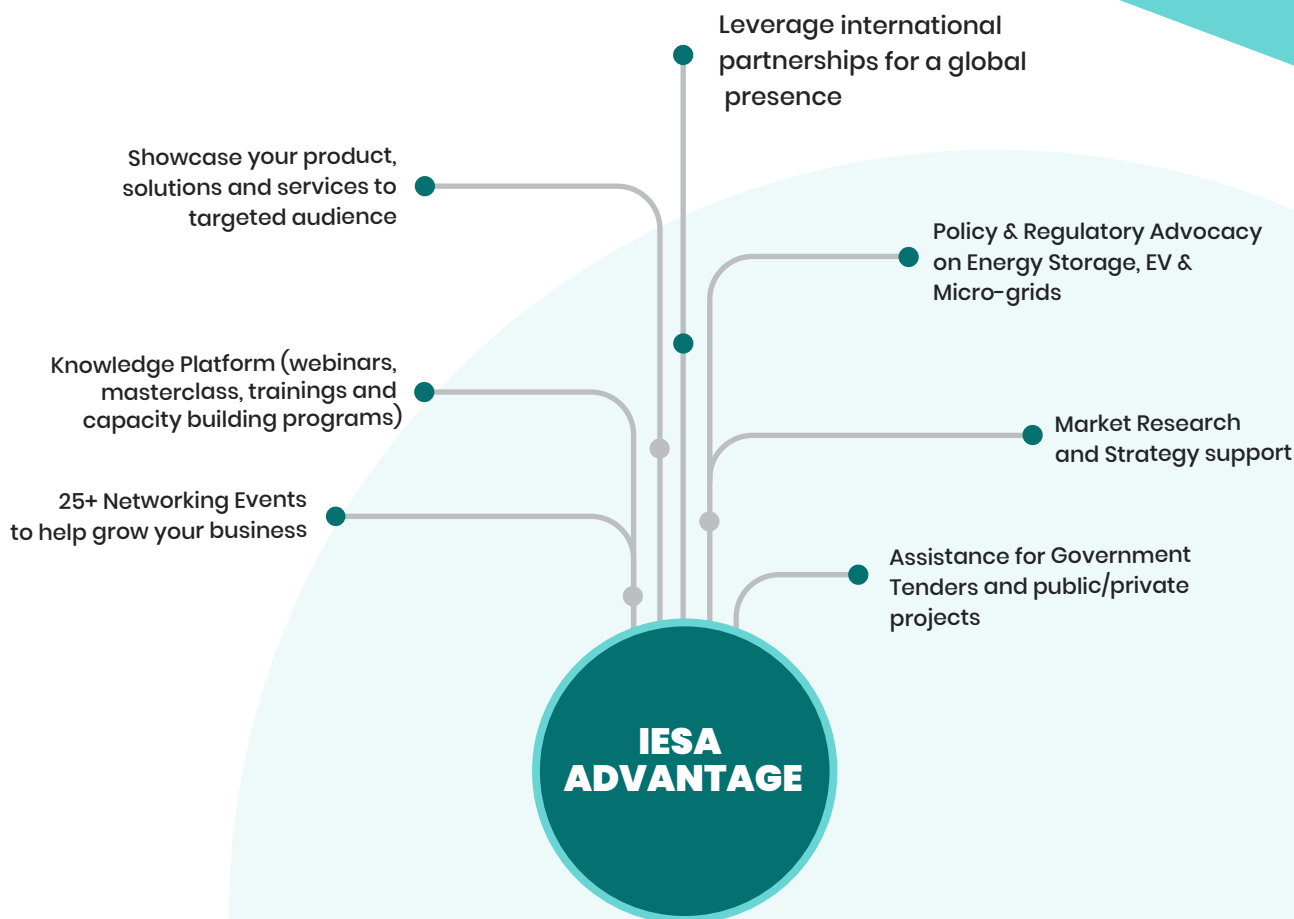 Leverage international
partnerships for a global
presence
Showcase your product,
solutions and services to
targeted audience
Policy & Regulatory Advocacy
on Energy Storage, EV &
Micro-grids
Knowledge Platform (webinars,
masterclass, trainings and
capacity building programs)
Market Research
and Strategy support
25+ Networking Events
to help grow your business
Assistance for Government
Tenders and public/private
projects
IESA
ADVANTAGE